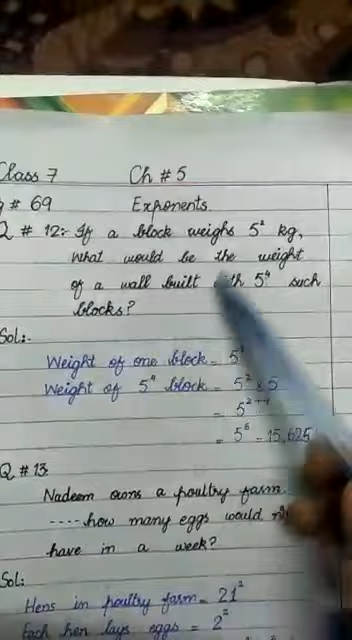 Class 7 Ch # 5
# 69 Exponents
Q # 12:- If a block weighs 5² kg,
What would be the weight
of a wall built with 5⁴ such
blocks?
Sol:-
Weight of one block = 5²
Weight of 5⁴ block = 5² × 5
= 5²⁺⁴
= 5⁶ = 15,625
Q # 13:
Nadeem owns a poultry farm.
----how many eggs would
have in a week?
Sol:
Hens in poultry farm = 21²
Each hen lays eggs = 2²